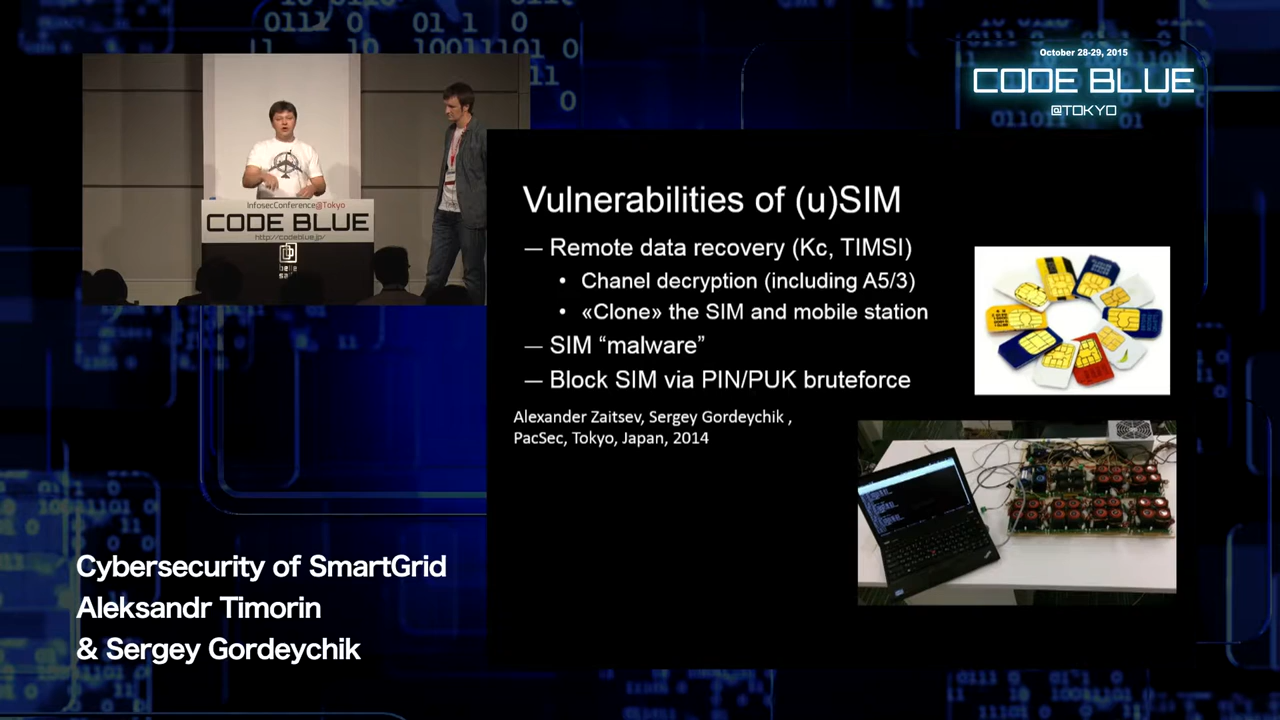 October 28-29, 2015
CODE BLUE
@TOKYO
InfosecConference@Tokyo
CODE BLUE
http://codeblue.jp/
Vulnerabilities of (u)SIM
— Remote data recovery (Kc, TIMSI)
• Chanel decryption (including A5/3)
• «Clone» the SIM and mobile station
— SIM “malware”
— Block SIM via PIN/PUK bruteforce
Alexander Zaitsev, Sergey Gordeychik ,
PacSec, Tokyo, Japan, 2014
Cybersecurity of SmartGrid
Aleksandr Timorin
& Sergey Gordeychik